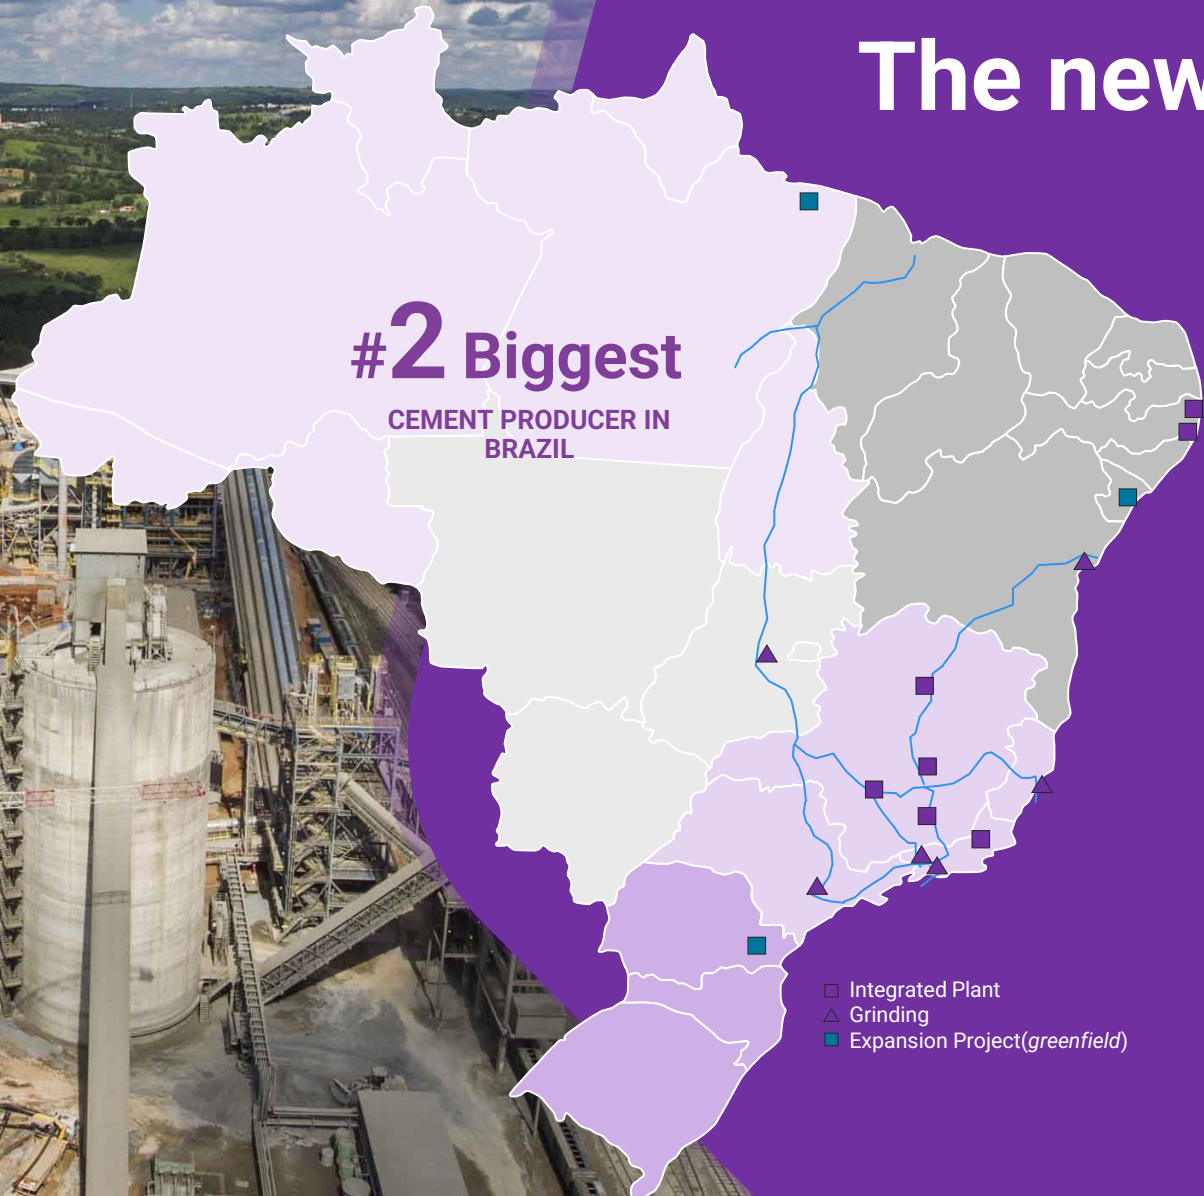 The new
#2 Biggest
CEMENT PRODUCER IN
BRAZIL
Integrated Plant
Grinding
Expansion Project(greenfield)